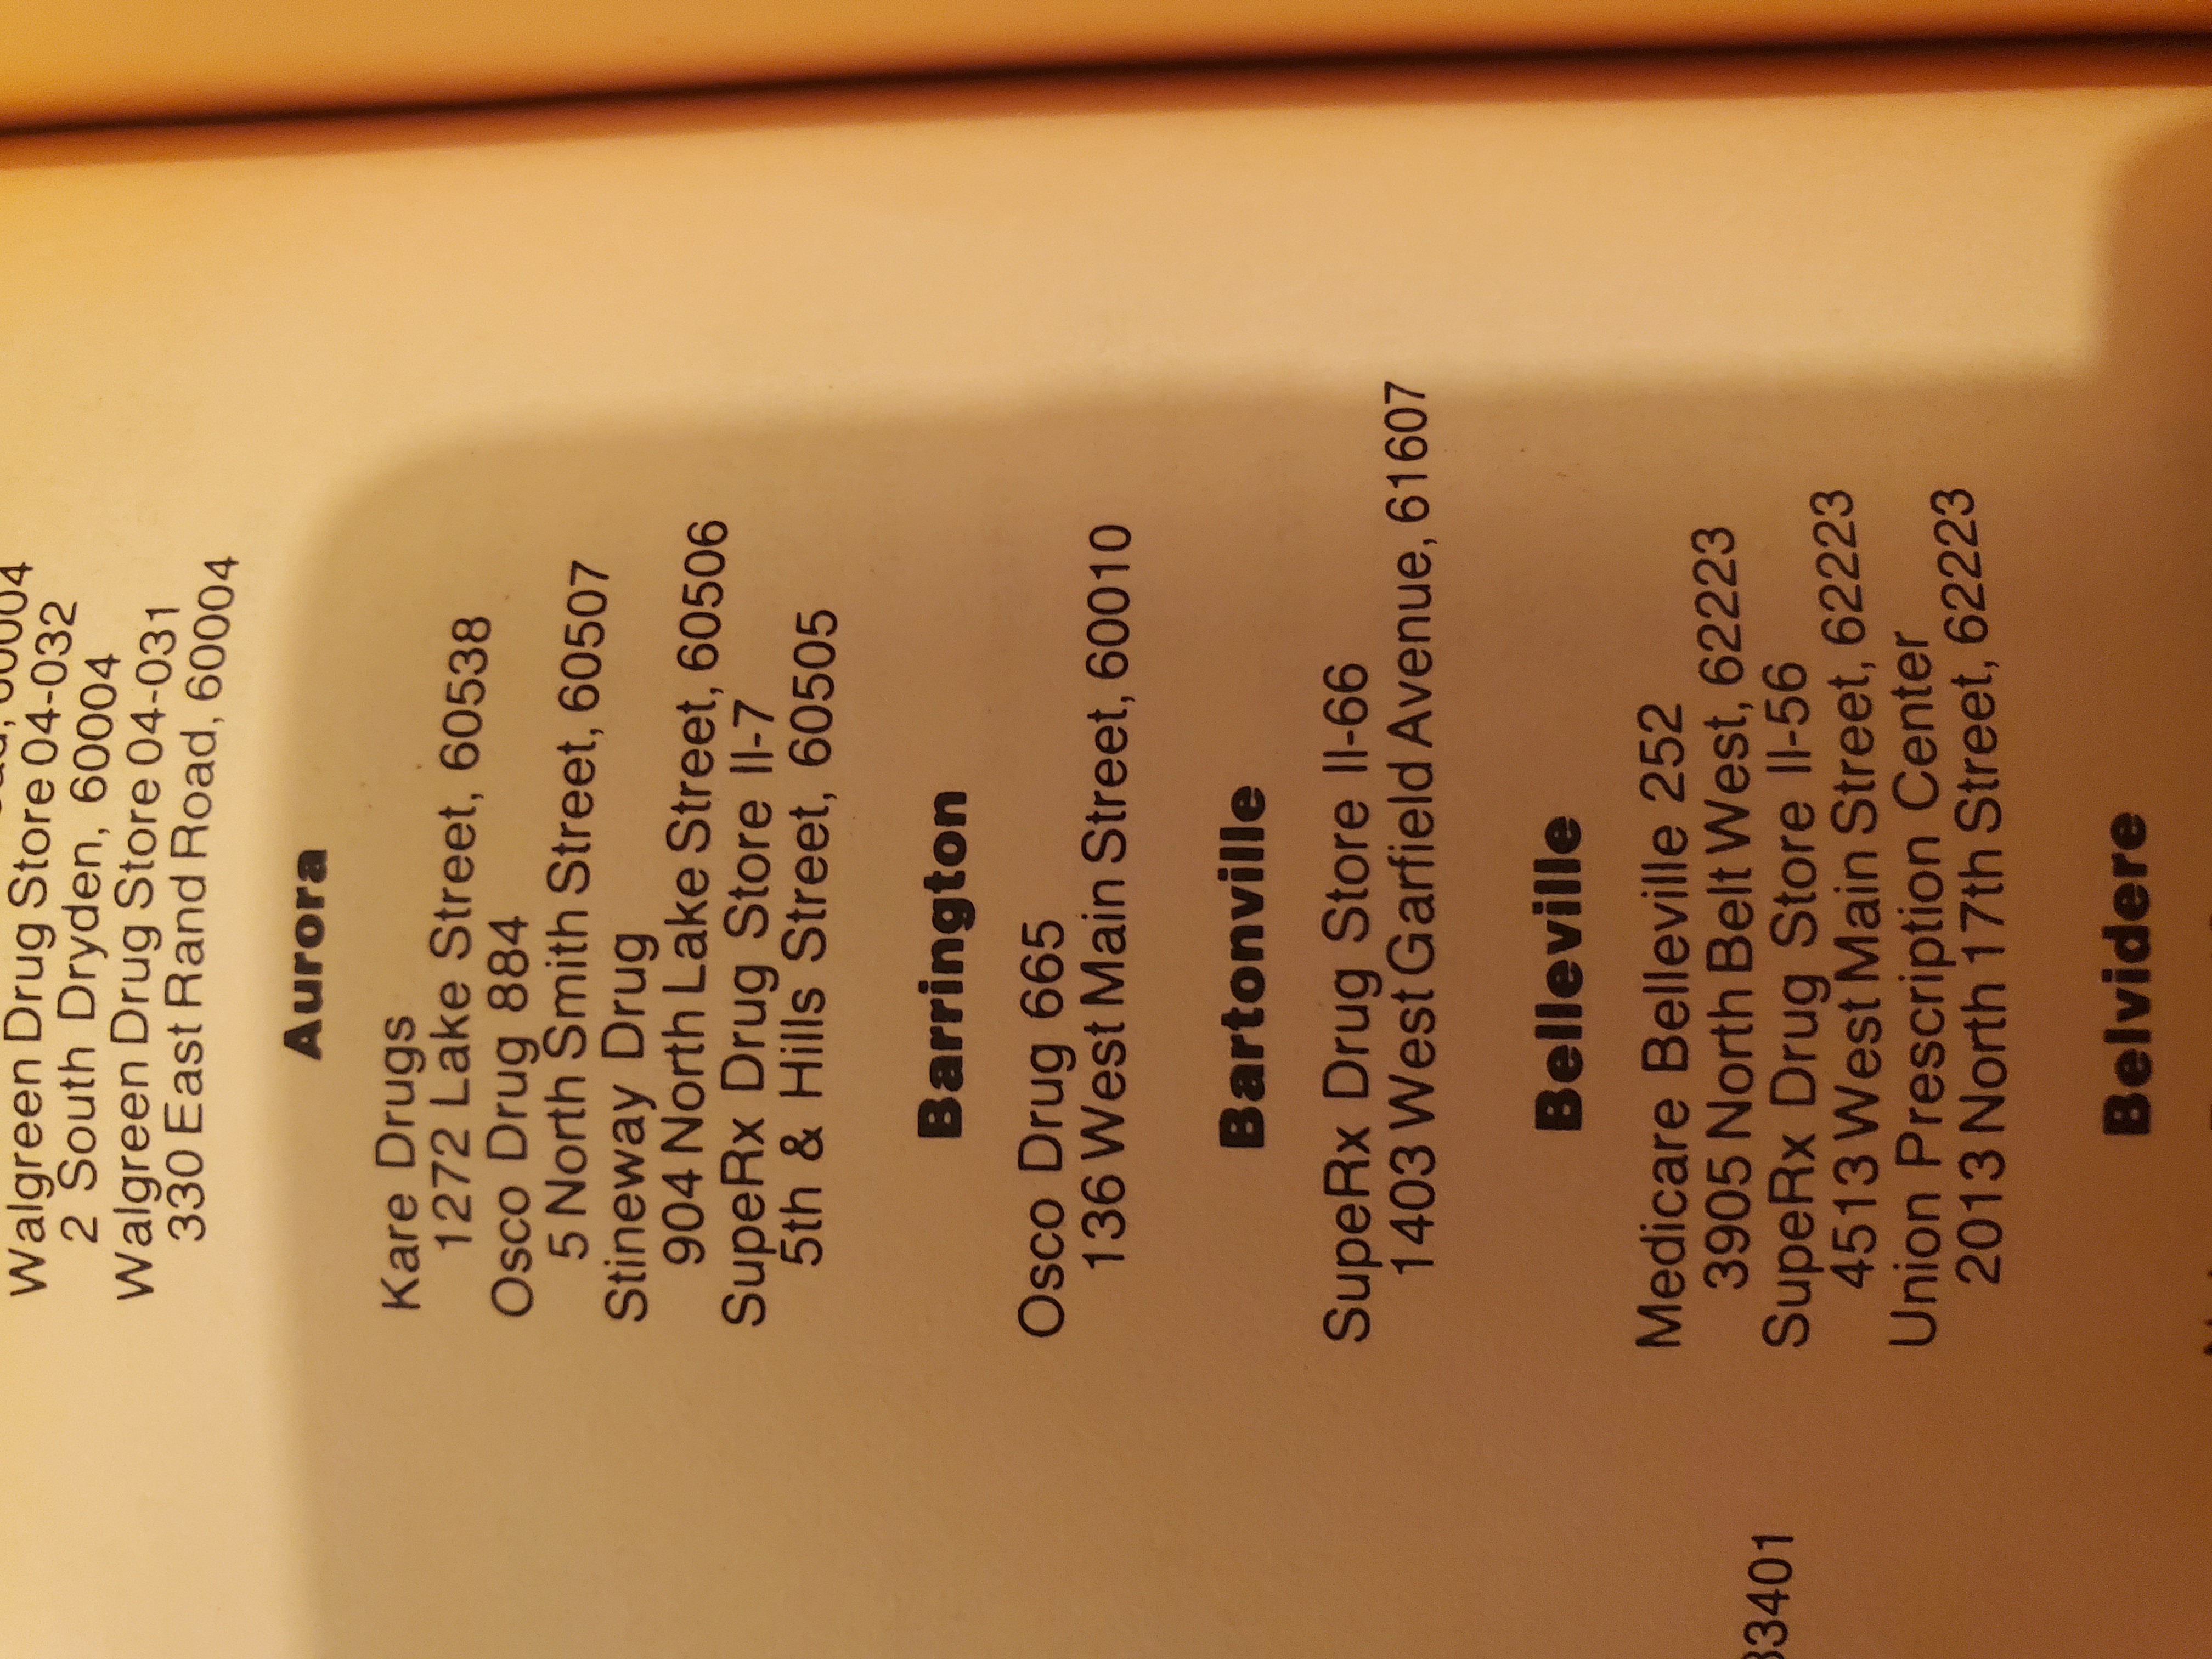 60004
Walgreen Drug Store 04-032
2 South Dryden, 60004
Walgreen Drug Store 04-031
330 East Rand Road, 60004
Aurora
Kare Drugs
1272 Lake Street, 60538
Osco Drug 884
5 North Smith Street, 60507
Stineway Drug
904 North Lake Street, 60506
SupeRx Drug Store II-7
5th & Hills Street, 60505
Barrington
Osco Drug 665
136 West Main Street, 60010
Bartonville
SupeRx Drug Store II-66
1403 West Garfield Avenue, 61607
Belleville
Medicare Belleville 252
3905 North Belt West, 62223
SupeRx Drug Store II-56
4513 West Main Street, 62223
Union Prescription Center
2013 North 17th Street, 62223
Belvidere
83401